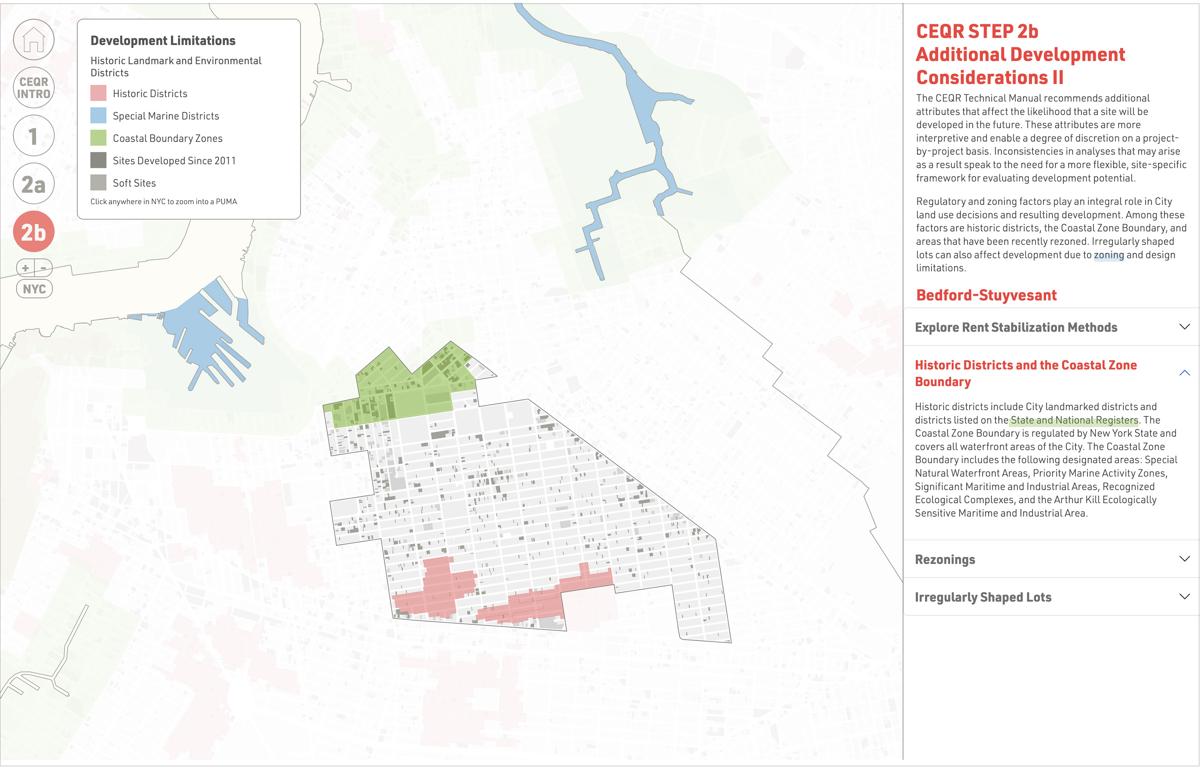 CEQR
INTRO
1
2a
2b
+ -
NYC
Development Limitations
Historic Landmark and Environmental
Districts
Historic Districts
Special Marine Districts
Coastal Boundary Zones
Sites Developed Since 2011
Soft Sites
Click anywhere in NYC to zoom into a PUMA
CEQR STEP 2b
Additional Development
Considerations II
The CEQR Technical Manual recommends additional
attributes that affect the likelihood that a site will be
developed in the future. These attributes are more
interpretive and enable a degree of discretion on a project-
by-project basis. Inconsistencies in analyses that may arise
as a result speak to the need for a more flexible, site-specific
framework for evaluating development potential.
Regulatory and zoning factors play an integral role in City
land use decisions and resulting development. Among these
factors are historic districts, the Coastal Zone Boundary, and
areas that have been recently rezoned. Irregularly shaped
lots can also affect development due to zoning and design
limitations.
Bedford-Stuyvesant
Explore Rent Stabilization Methods
Historic Districts and the Coastal Zone
Boundary
Historic districts include City landmarked districts and
districts listed on the State and National Registers. The
Coastal Zone Boundary is regulated by New York State and
covers all waterfront areas of the City. The Coastal Zone
Boundary includes the following designated areas: Special
Natural Waterfront Areas, Priority Marine Activity Zones,
Significant Maritime and Industrial Areas, Recognized
Ecological Complexes, and the Arthur Kill Ecologically
Sensitive Maritime and Industrial Area.
Rezonings
Irregularly Shaped Lots